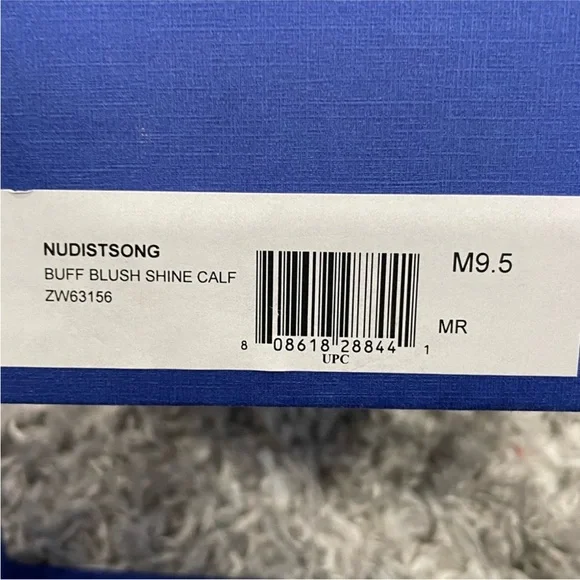 NUDISTSONG
BUFF BLUSH SHINE CALF
ZW63156
8 08618 28844 1
UPC
M9.5
MR